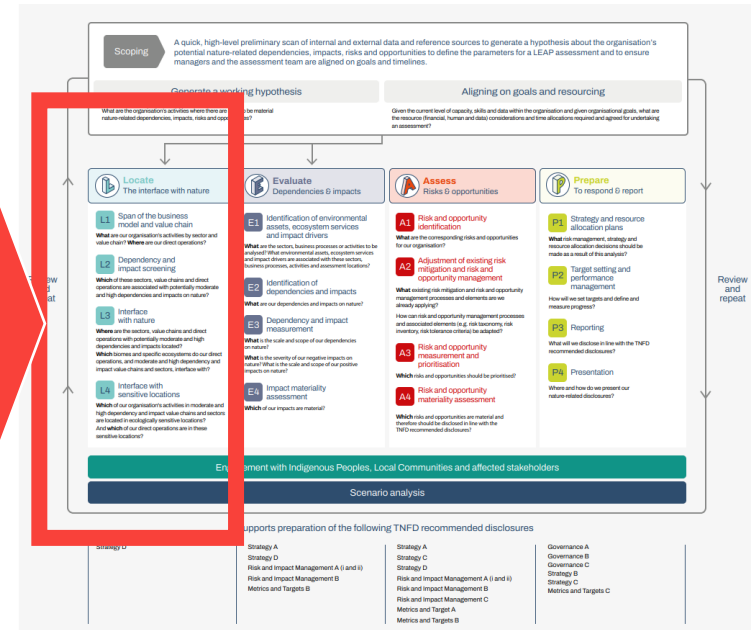 Scoping
A quick, high-level preliminary scan of internal and external data and reference sources to generate a hypothesis about the organisation's
potential nature-related dependencies, impacts, risks and opportunities to define the parameters for a LEAP assessment and to ensure
managers and the assessment team are aligned on goals and timelines.
Generate a working hypothesis
What are the organisation's activities where there are to be material
nature-related dependencies, impacts, risks and opportunities?
Aligning on goals and resourcing
Given the current level of capacity, skills and data within the organisation and given organisational goals, what are
the resource (financial, human and data) considerations and time allocations required and agreed for undertaking
an assessment?
Locate
The interface with nature
L1 Span of the business
model and value chain
What are our organisation's activities by sector and
value chain? Where are our direct operations?
L2 Dependency and
impact screening
Which of these sectors, value chains and direct
operations are associated with potentially moderate
and high dependencies and impacts on nature?
L3 Interface
with nature
Where are the sectors, value chains and direct
operations with potentially moderate and high
dependencies and impacts located?
Which biomes and specific ecosystems do our direct
operations, and moderate and high dependency and
impact value chains and sectors, interface with?
L4 Interface with
sensitive locations
Which of our organisation's activities in moderate and
high dependency and impact value chains and sectors
are located in ecologically sensitive locations?
And which of our direct operations are in these
sensitive locations?
Evaluate
Dependencies & impacts
E1 Identification of environmental
assets, ecosystem services
and impact drivers
What are the sectors, business processes or activities to be
analysed? What environmental assets, ecosystem services
and impact drivers are associated with these sectors,
business processes, activities and assessment locations?
E2 Identification of
dependencies and impacts
What are our dependencies and impacts on nature?
E3 Dependency and impact
measurement
What is the scale and scope of our dependencies
on nature?
What is the severity of our negative impacts on
nature? What is the scale and scope of our positive
impacts on nature?
E4 Impact materiality
assessment
Which of our impacts are material?
Assess
Risks & opportunities
A1 Risk and opportunity
identification
What are the corresponding risks and opportunities
for our organisation?
A2 Adjustment of existing risk
mitigation and risk and
opportunity management
What existing risk mitigation and risk and opportunity
management processes and elements are we
already applying?
How can risk and opportunity management processes
and associated elements (e.g. risk taxonomy, risk
inventory, risk tolerance criteria) be adapted?
A3 Risk and opportunity
measurement and
prioritisation
Which risks and opportunities should be prioritised?
A4 Risk and opportunity
materiality assessment
Which risks and opportunities are material and
therefore should be disclosed in line with the
TNFD recommended disclosures?
Prepare
To respond & report
P1 Strategy and resource
allocation plans
What risk management, strategy and
resource allocation decisions should be
made as a result of this analysis?
P2 Target setting and
performance
management
How will we set targets and define and
measure progress?
P3 Reporting
What will we disclose in line with the TNFD
recommended disclosures?
P4 Presentation
Where and how do we present our
nature-related disclosures?
Review
and
repeat
Engagement with Indigenous Peoples, Local Communities and affected stakeholders
Scenario analysis
supports preparation of the following TNFD recommended disclosures
Strategy D
Strategy A
Strategy D
Risk and Impact Management A (i and ii)
Risk and Impact Management B
Metrics and Targets B
Strategy A
Strategy C
Strategy D
Risk and Impact Management A (i and ii)
Risk and Impact Management B
Risk and Impact Management C
Metrics and Target A
Metrics and Targets B
Governance A
Governance B
Governance C
Strategy B
Strategy C
Metrics and Targets C